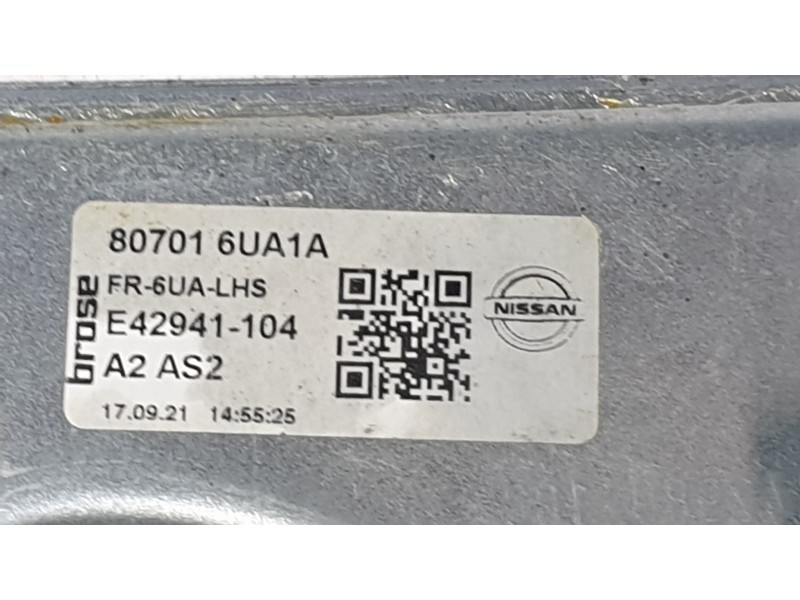 80701 6UA1A
FR-6UA-LHS
E42941-104
A2 AS2
17.09.21 14:55:25
brose
NISSAN